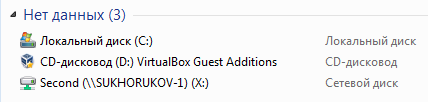 Нет данных (3)
Локальный диск (C:) Локальный диск
CD-дисковод (D:) VirtualBox Guest Additions CD-дисковод
Second (\\SUKHORUKOV-1) (X:) Сетевой диск